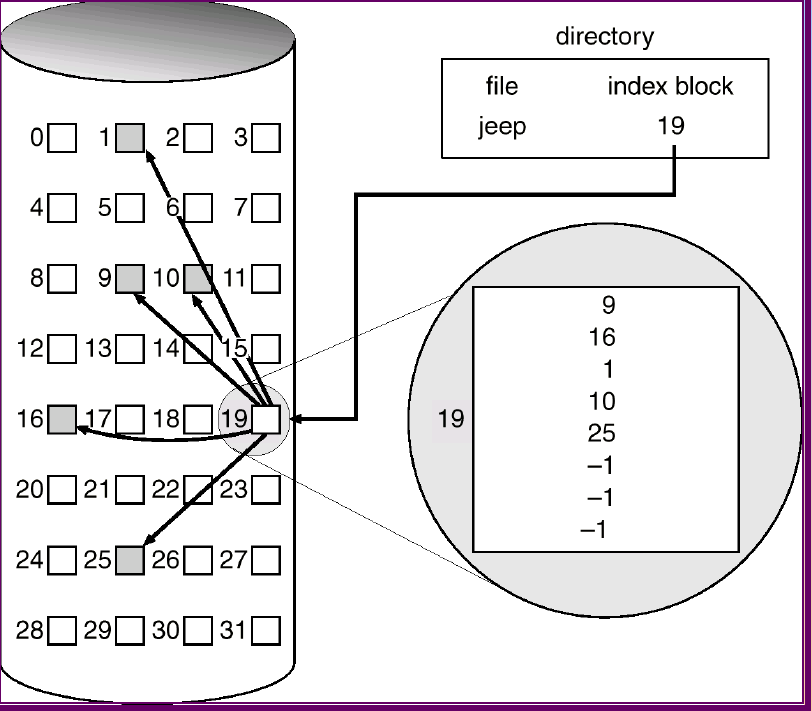 directory
file index block
jeep 19
0 1 2 3
4 5 6 7
8 9 10 11
12 13 14 15
16 17 18 19
20 21 22 23
24 25 26 27
28 29 30 31
19
9
16
1
10
25
–1
–1
–1